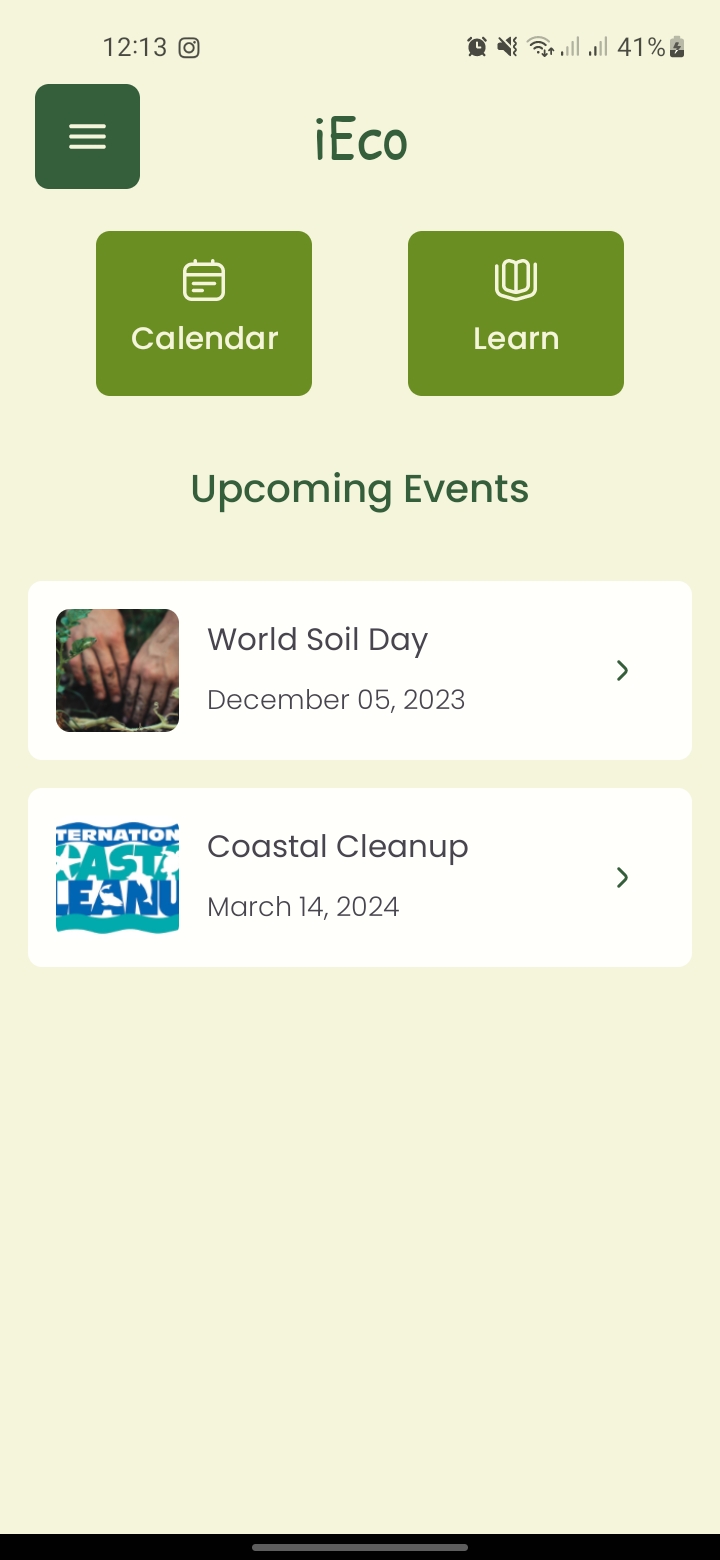 12:13
41%
iEco
Calendar
Learn
Upcoming Events
World Soil Day
December 05, 2023
TERNATION
Coastal Cleanup
LEANU
March 14, 2024